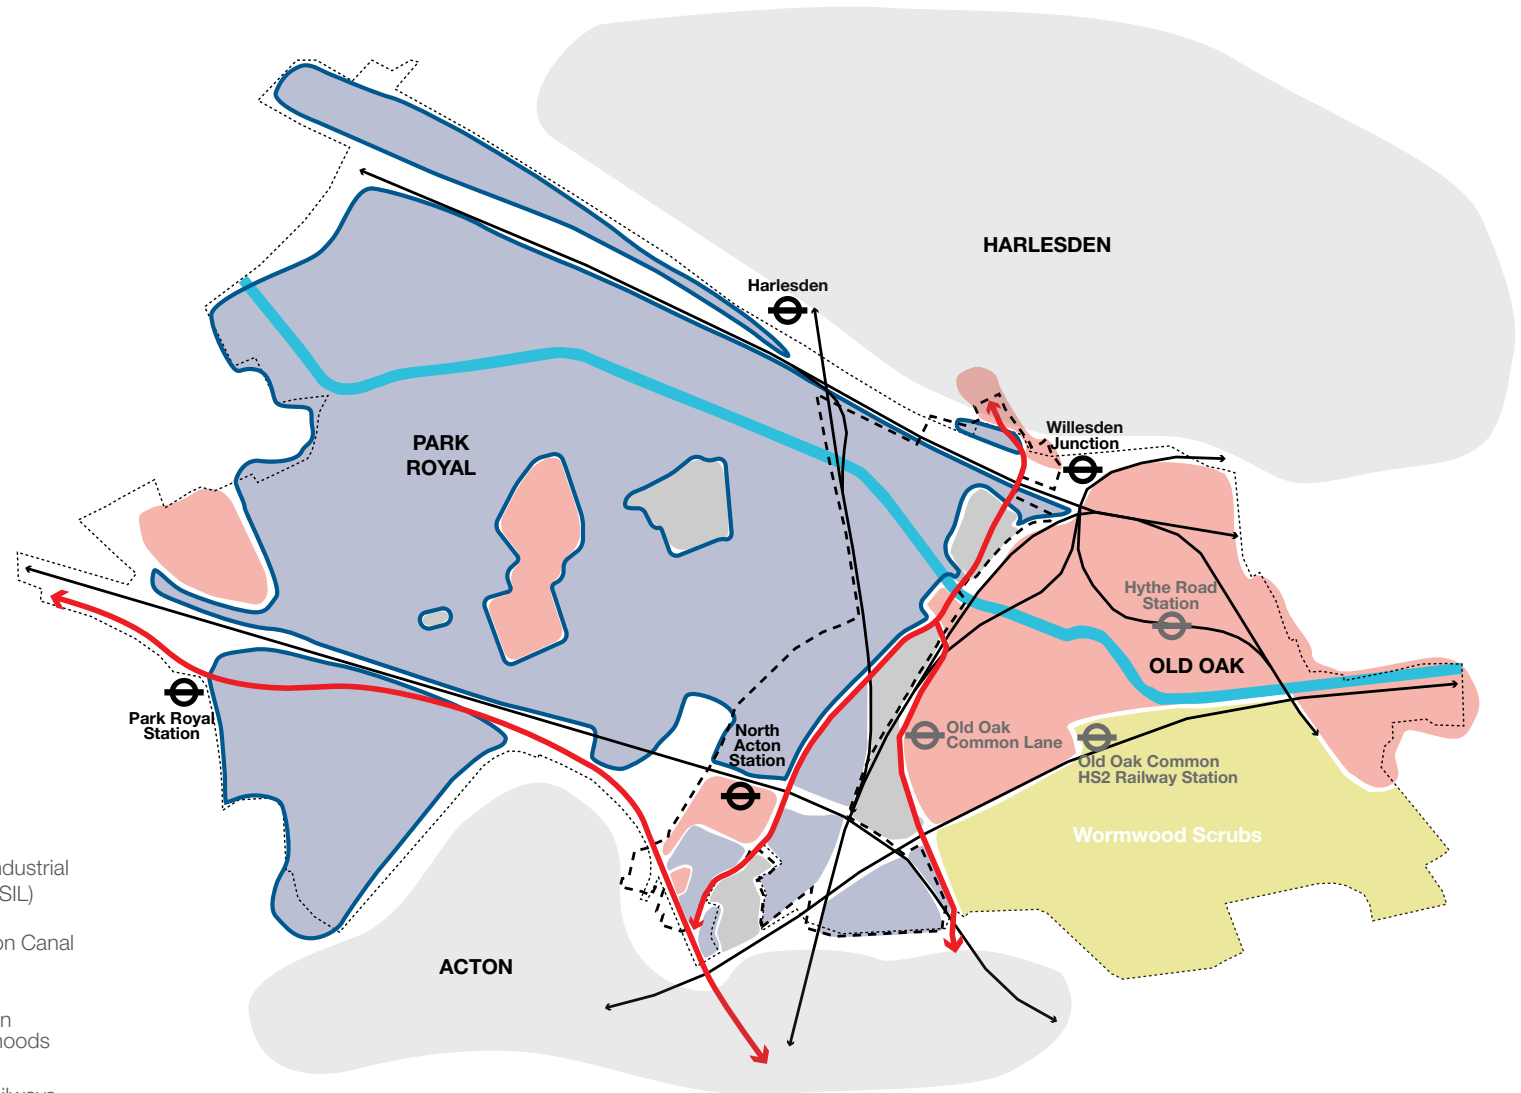 HARLESDEN
Harlesden
Willesden
Junction
PARK
ROYAL
Hythe Road
Station
OLD OAK
Park Royal
Station
North
Acton
Station
Old Oak
Common Lane
Old Oak Common
HS2 Railway Station
Wormwood Scrubs
ACTON
ndustrial
SIL)
on Canal
n
hoods